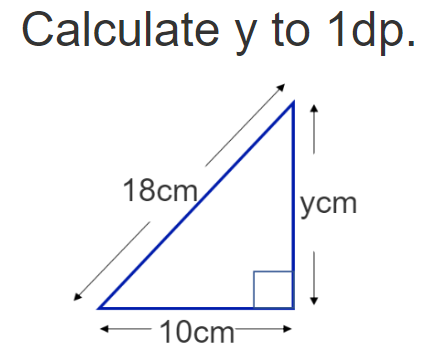 Calculate y to 1dp.
18cm
ycm
10cm